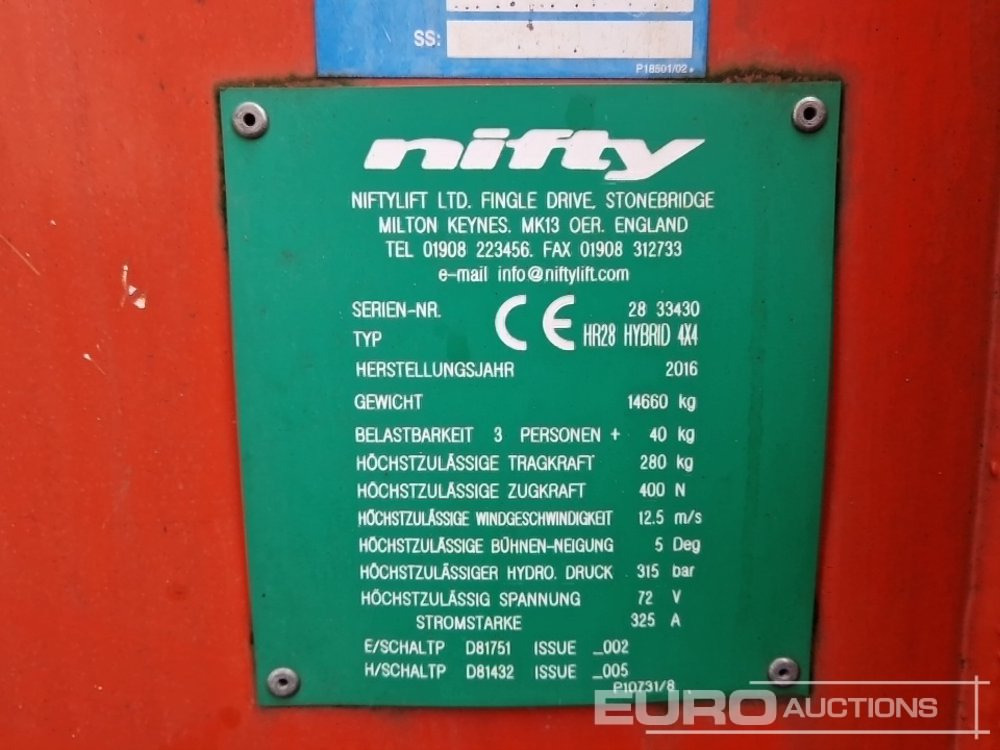 SS:
P18501/02
nifty
NIFTYLIFT LTD. FINGLE DRIVE, STONEBRIDGE
MILTON KEYNES. MK13 OER. ENGLAND
TEL 01908 223456. FAX 01908 312733
e-mail info@niftylift.com
SERIEN-NR. 28 33430
CE
TYP HR28 HYBRID 4X4
HERSTELLUNGSJAHR 2016
GEWICHT 14660 kg
BELASTBARKEIT 3 PERSONEN + 40 kg
HÖCHSTZULÄSSIGE TRAGKRAFT 280 kg
HÖCHSTZULÄSSIGE ZUGKRAFT 400 N
HÖCHSTZULÄSSIGE WINDGESCHWINDIGKEIT 12.5 m/s
HÖCHSTZULÄSSIGE BÜHNEN-NEIGUNG 5 Deg
HÖCHSTZULÄSSIGER HYDRO. DRUCK 315 bar
HÖCHSTZULÄSSIG SPANNUNG 72 V
STROMSTARKE 325 A
E/SCHALTP D81751 ISSUE _002
H/SCHALTP D81432 ISSUE _005
P10731/8
EURO AUCTIONS